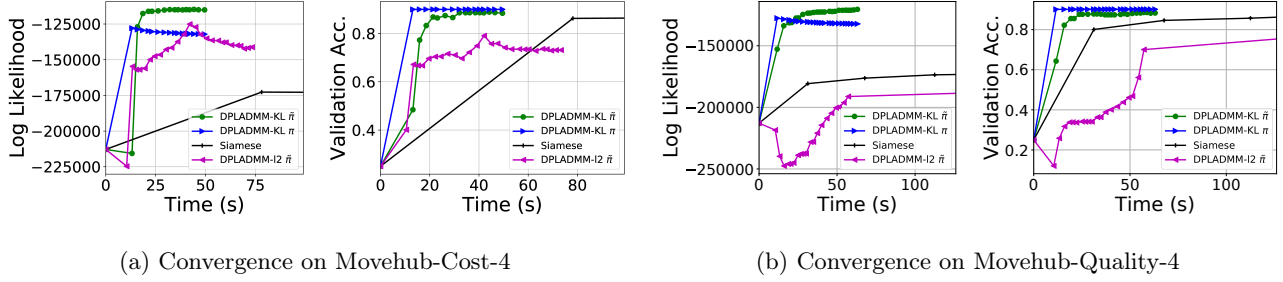 Log Likelihood
−125000
−150000
−175000
−200000
−225000
0
25
50
75
Time (s)
DPLADMM-KL π̃
DPLADMM-KL π
Siamese
DPLADMM-l2 π̃
Validation Acc.
0.8
0.6
0.4
0
20
40
60
80
Time (s)
DPLADMM-KL π̃
DPLADMM-KL π
Siamese
DPLADMM-l2 π̃
Log Likelihood
−150000
−200000
−250000
0
50
100
Time (s)
DPLADMM-KL π̃
DPLADMM-KL π
Siamese
DPLADMM-l2 π̃
Validation Acc.
0.8
0.6
0.4
0.2
0
50
100
Time (s)
DPLADMM-KL π̃
DPLADMM-KL π
Siamese
DPLADMM-l2 π̃
(a) Convergence on Movehub-Cost-4
(b) Convergence on Movehub-Quality-4